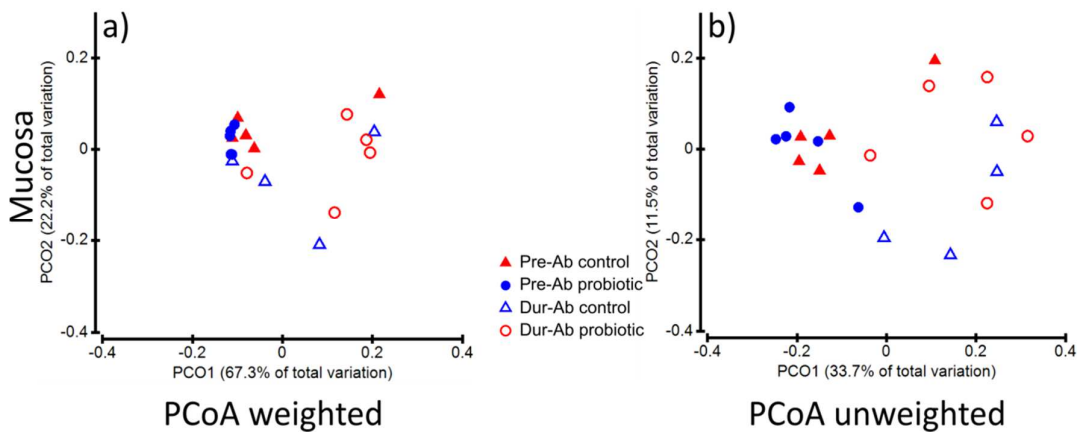 a)
0.2
0
-0.2
-0.4
-0.4
-0.2
0
0.2
0.4
Mucosa
PCO2 (22.2% of total variation)
PCO1 (67.3% of total variation)
PCoA weighted
Pre-Ab control
Pre-Ab probiotic
Dur-Ab control
Dur-Ab probiotic
b)
0.2
0
-0.2
-0.4
-0.4
-0.2
0
0.2
0.4
PCO2 (11.5% of total variation)
PCO1 (33.7% of total variation)
PCoA unweighted